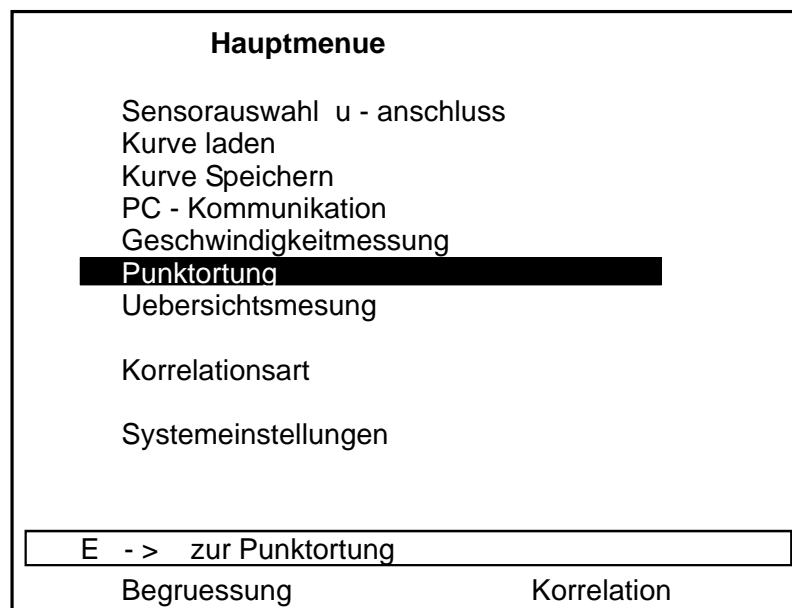 Hauptmenue
Sensorauswahl u - anschluss
Kurve laden
Kurve Speichern
PC - Kommunikation
Geschwindigkeitmessung
Punktortung
Uebersichtsmesung
Korrelationsart
Systemeinstellungen
E - > zur Punktortung
Begruessung Korrelation